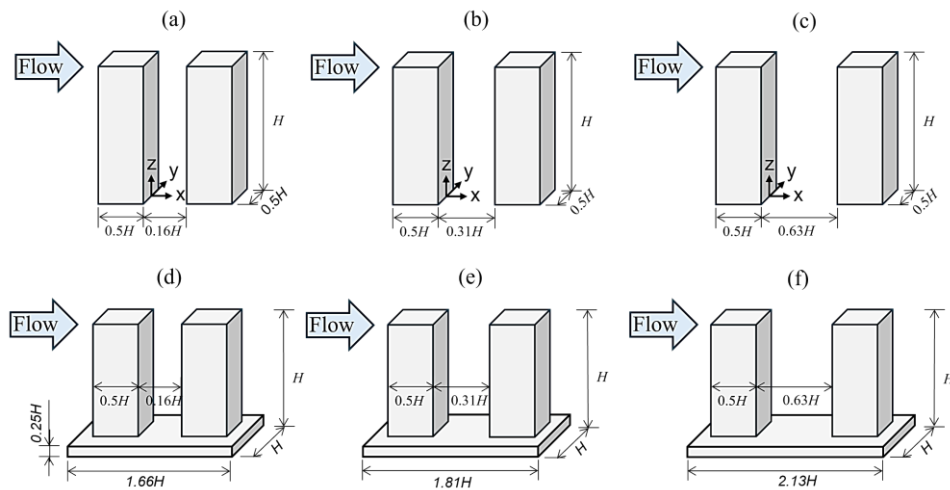 (a)
Flow
z
y
x
H
0.5H
0.5H
0.16H
(b)
Flow
z
y
x
H
0.5H
0.5H
0.31H
(c)
Flow
z
y
x
H
0.5H
0.5H
0.63H
(d)
Flow
0.5H
0.16H
H
0.25H
H
1.66H
(e)
Flow
0.5H
0.31H
H
H
1.81H
(f)
Flow
0.5H
0.63H
H
H
2.13H